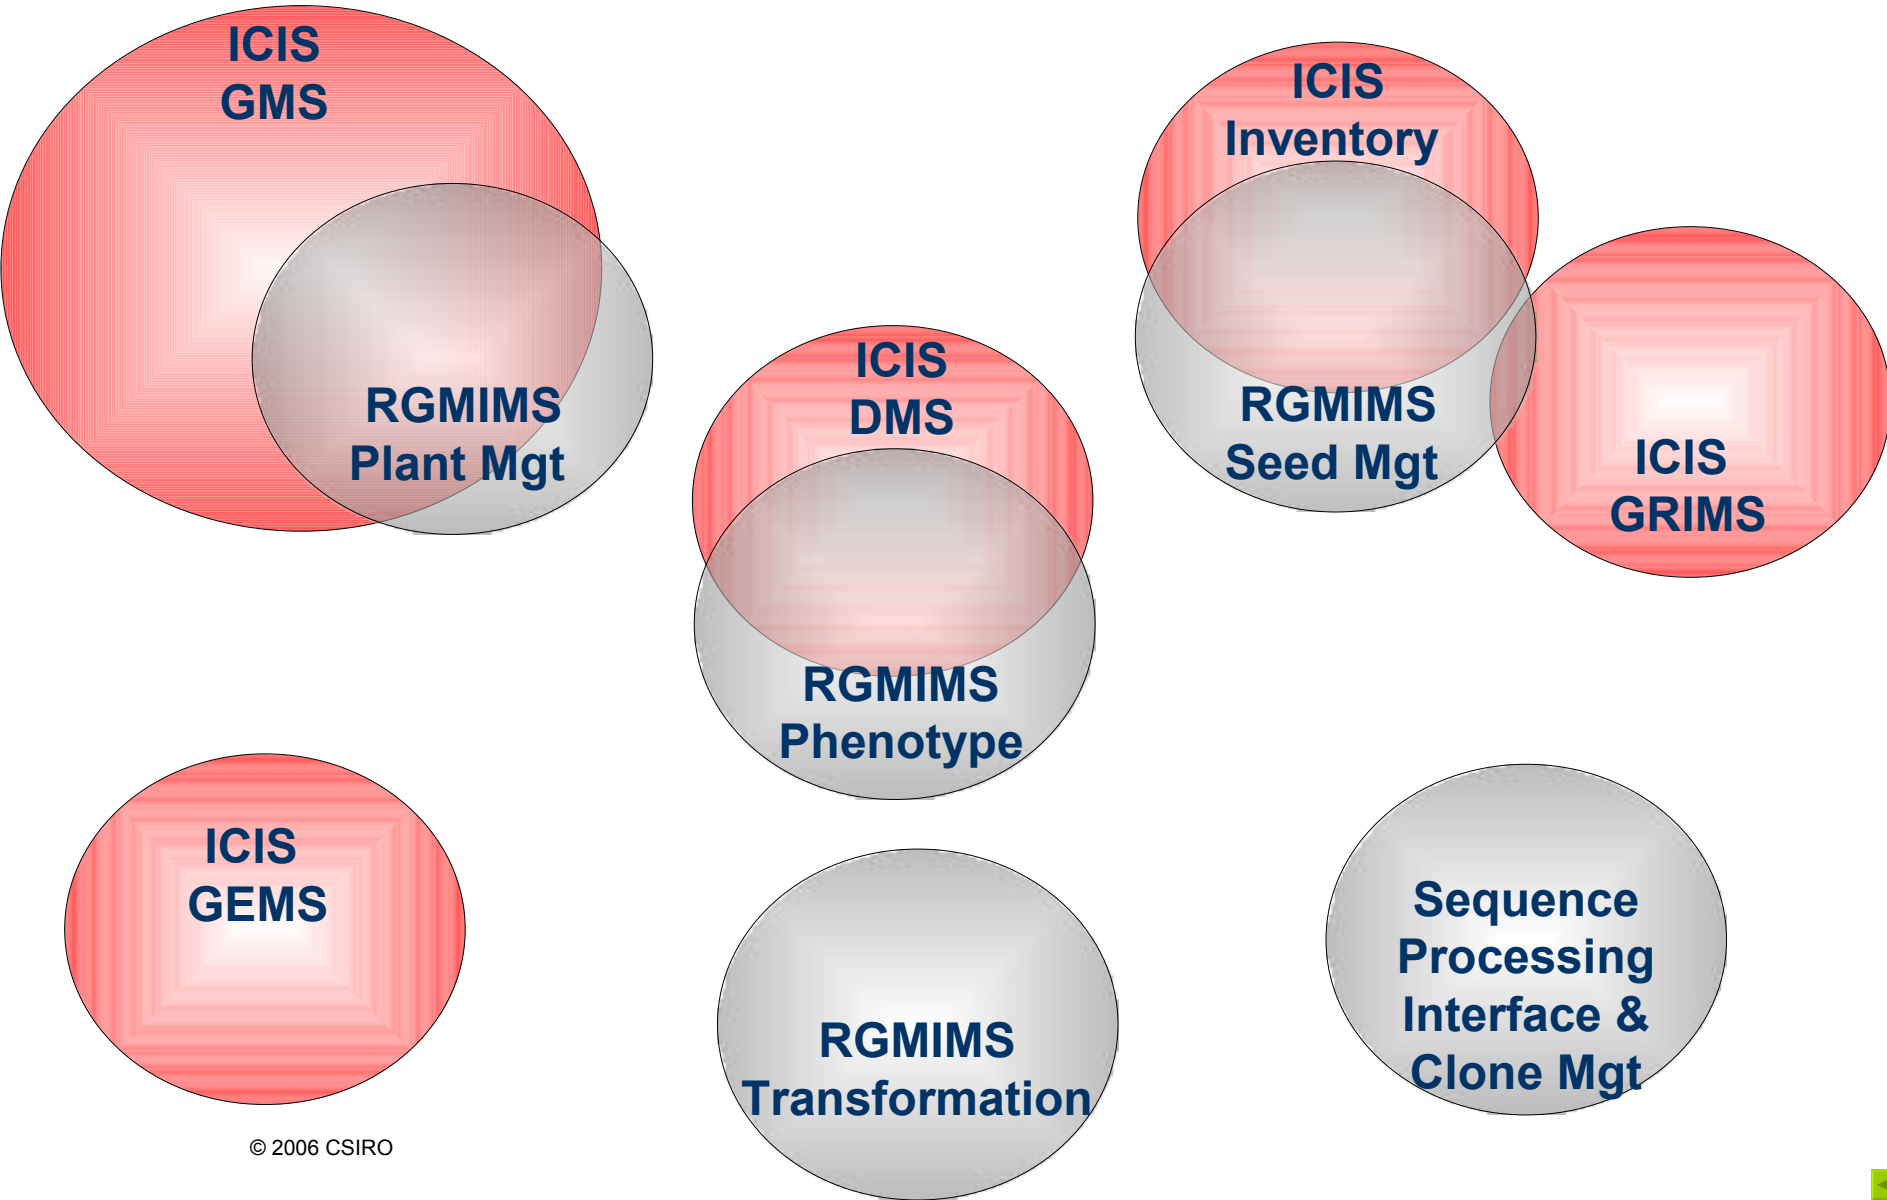 ICIS
GMS
RGMIMS
Plant Mgt
ICIS
DMS
RGMIMS
Phenotype
ICIS
Inventory
RGMIMS
Seed Mgt
ICIS
GRIMS
ICIS
GEMS
RGMIMS
Transformation
Sequence
Processing
Interface &
Clone Mgt
© 2006 CSIRO